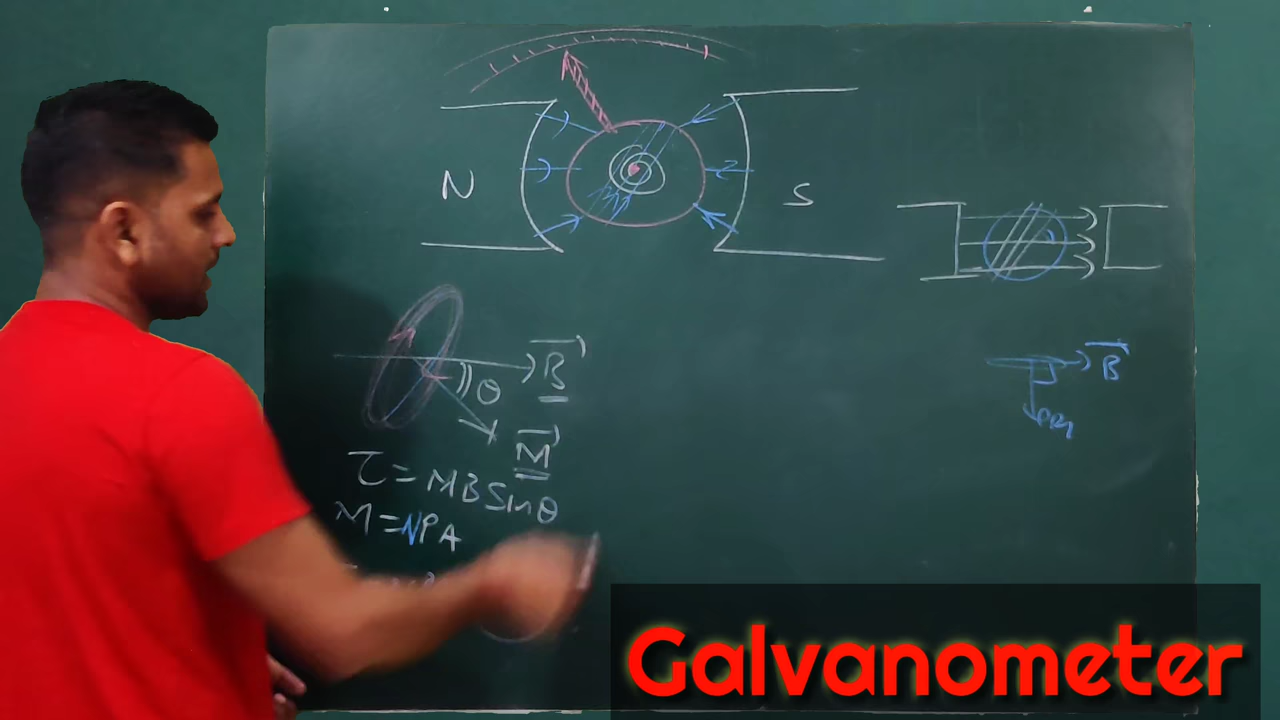 N
S
B
θ
M
B
τ = MB Sinθ
M = NiA
Galvanometer